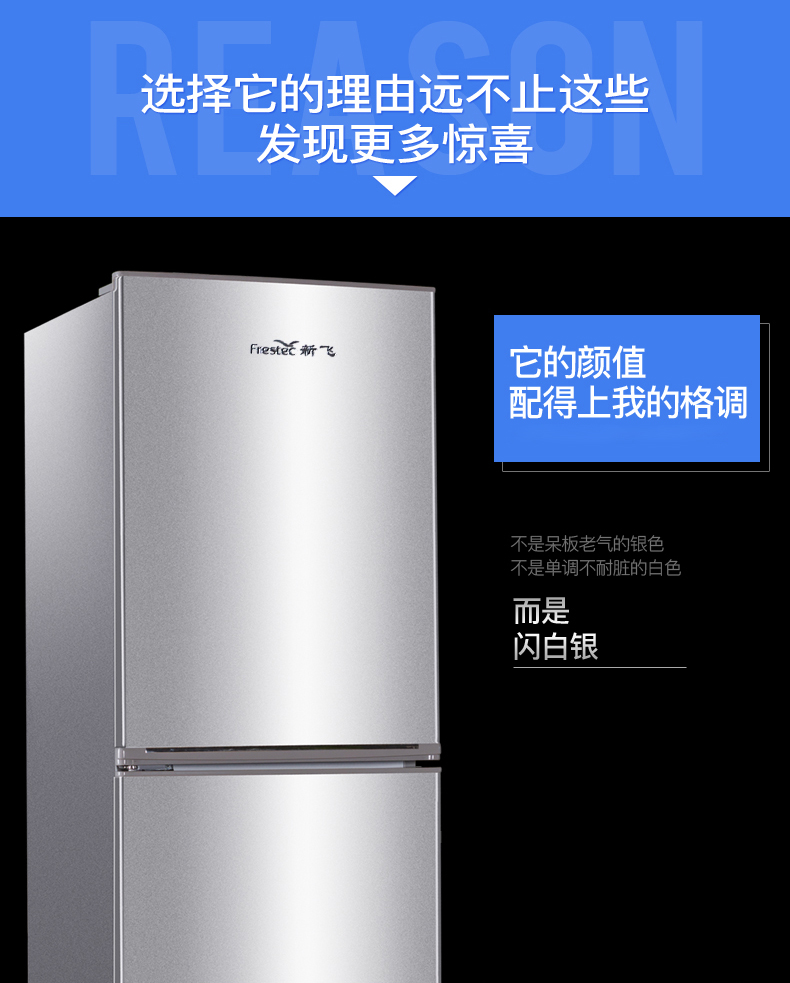 REASON
选择它的理由远不止这些
发现更多惊喜
Frestec 新飞
它的颜值
配得上我的格调
不是呆板老气的银色
不是单调不耐脏的白色
而是
闪白银